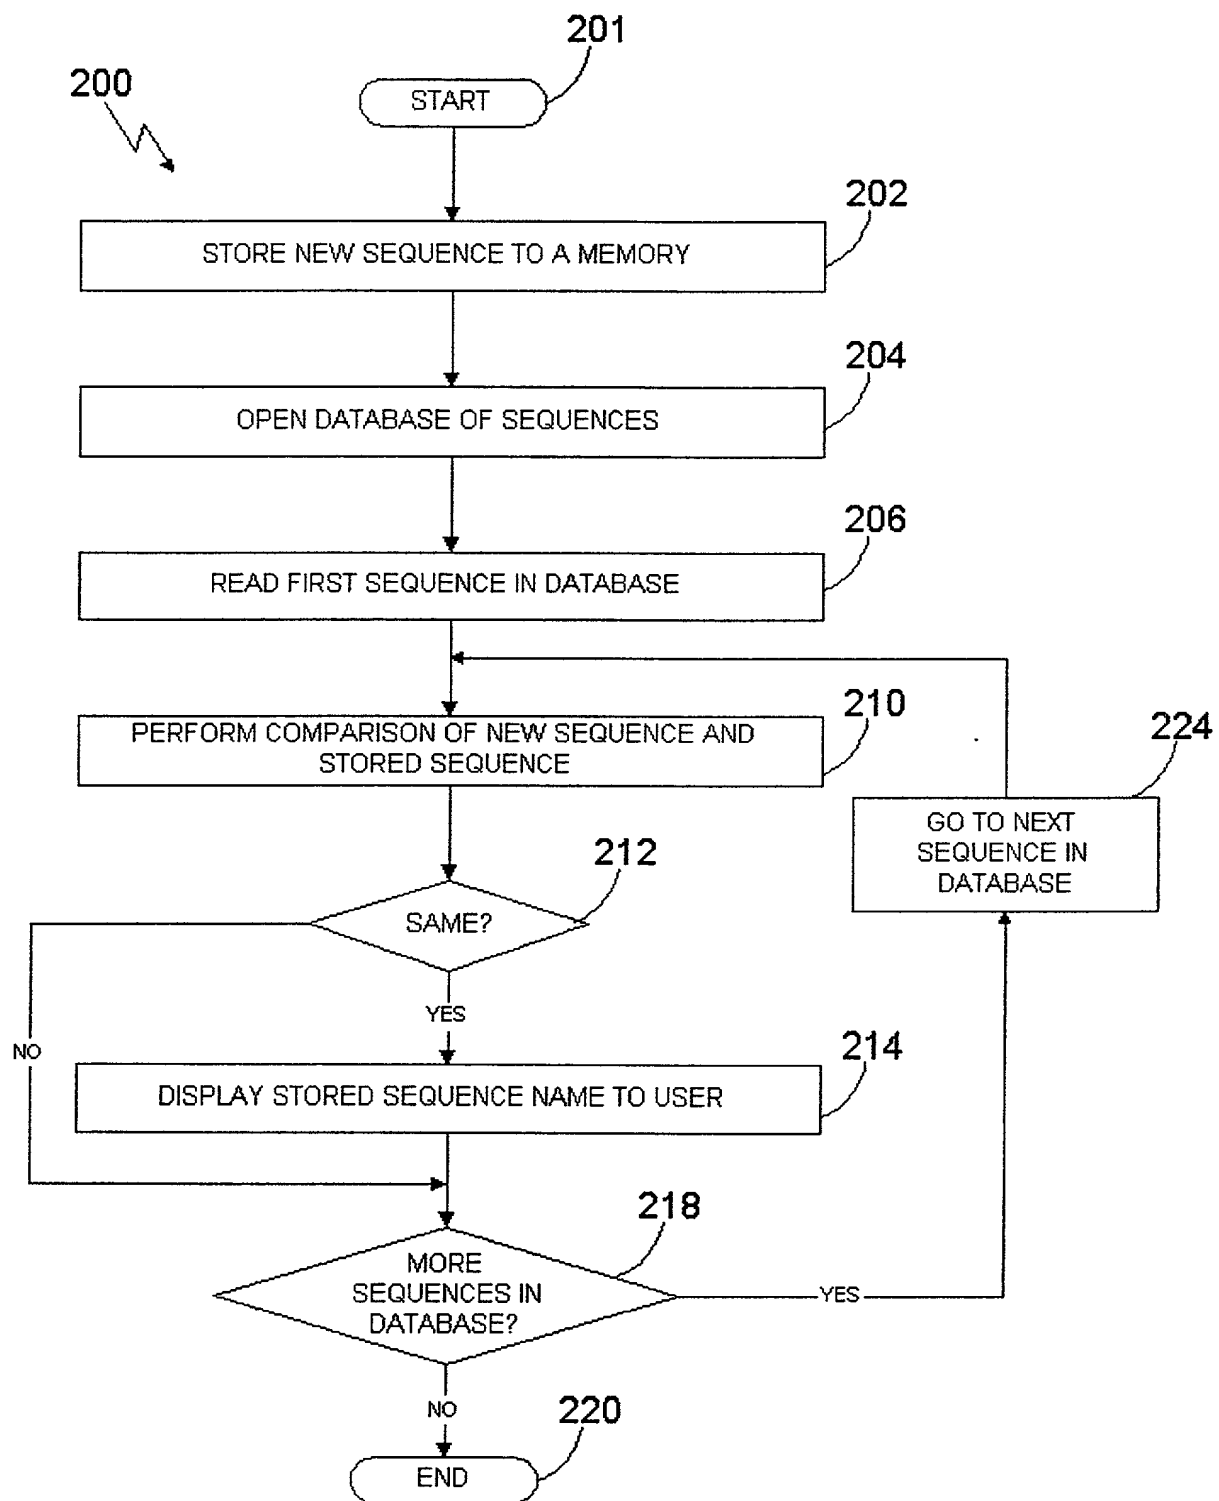 201
200
START
202
STORE NEW SEQUENCE TO A MEMORY
204
OPEN DATABASE OF SEQUENCES
206
READ FIRST SEQUENCE IN DATABASE
210
PERFORM COMPARISON OF NEW SEQUENCE AND
STORED SEQUENCE
224
GO TO NEXT
SEQUENCE IN
DATABASE
212
SAME?
YES
NO
214
DISPLAY STORED SEQUENCE NAME TO USER
218
MORE
SEQUENCES IN
DATABASE?
YES
NO
220
END